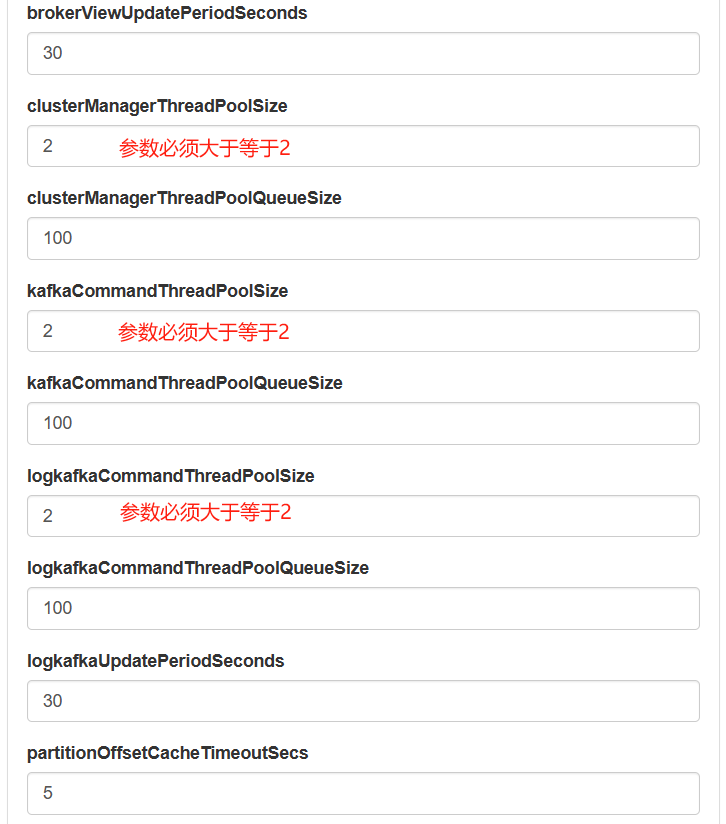 brokerViewUpdatePeriodSeconds
30
clusterManagerThreadPoolSize
2 参数必须大于等于2
clusterManagerThreadPoolQueueSize
100
kafkaCommandThreadPoolSize
2 参数必须大于等于2
kafkaCommandThreadPoolQueueSize
100
logkafkaCommandThreadPoolSize
2 参数必须大于等于2
logkafkaCommandThreadPoolQueueSize
100
logkafkaUpdatePeriodSeconds
30
partitionOffsetCacheTimeoutSecs
5